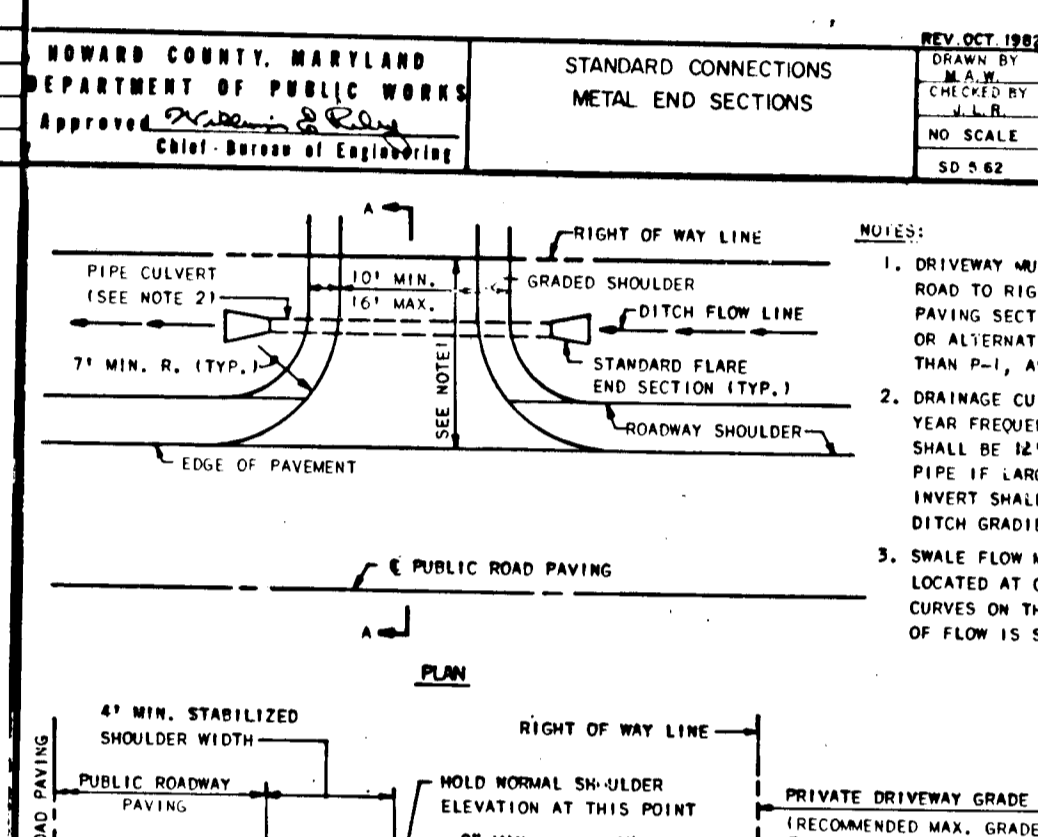 HOWARD COUNTY, MARYLAND
DEPARTMENT OF PUBLIC WORKS
Approved William E Riley
Chief - Bureau of Engineering
STANDARD CONNECTIONS
METAL END SECTIONS
REV. OCT. 1982
DRAWN BY
M.A.W.
CHECKED BY
J.L.R.
NO SCALE
SD 5 62
A
RIGHT OF WAY LINE
PIPE CULVERT
(SEE NOTE 2)
10' MIN.
16' MAX.
GRADED SHOULDER
DITCH FLOW LINE
7' MIN. R. (TYP.)
SEE NOTE 1
STANDARD FLARE
END SECTION (TYP.)
ROADWAY SHOULDER
EDGE OF PAVEMENT
℄ PUBLIC ROAD PAVING
A
PLAN
NOTES:
1. DRIVEWAY MU
ROAD TO RIG
PAVING SECT
OR ALTERNAT
THAN P-1, A
2. DRAINAGE CU
YEAR FREQUE
SHALL BE 12"
PIPE IF LARG
INVERT SHAL
DITCH GRADIE
3. SWALE FLOW
LOCATED AT
CURVES ON TH
OF FLOW IS S
4' MIN. STABILIZED
SHOULDER WIDTH
RIGHT OF WAY LINE
PUBLIC ROADWAY
PAVING
HOLD NORMAL SHOULDER
ELEVATION AT THIS POINT
PRIVATE DRIVEWAY GRADE
(RECOMMENDED MAX. GRADE
OAD PAVING